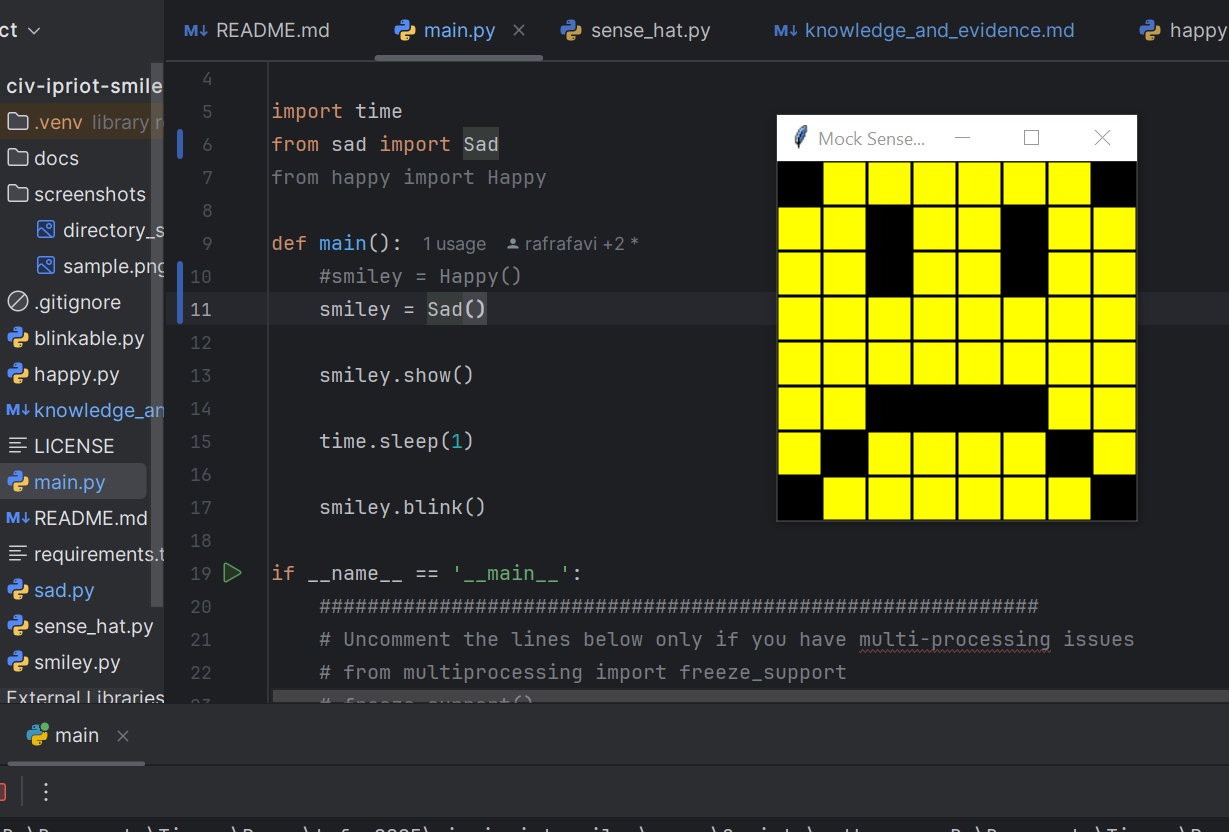 ct
README.md
main.py
sense_hat.py
knowledge_and_evidence.md
happy
civ-ipriot-smile
.venv library r
docs
screenshots
directory_s
sample.png
.gitignore
blinkable.py
happy.py
knowledge_an
LICENSE
main.py
README.md
requirements.t
sad.py
sense_hat.py
smiley.py
External Libraries
4
5 import time
6 from sad import Sad
7 from happy import Happy
8
9 def main(): 1 usage rafrafavi +2 *
10 #smiley = Happy()
11 smiley = Sad()
12
13 smiley.show()
14
15 time.sleep(1)
16
17 smiley.blink()
18
19 if __name__ == '__main__':
20 ############################################################
21 # Uncomment the lines below only if you have multi-processing issues
22 # from multiprocessing import freeze_support
23 # freeze_support()
Mock Sense...
main